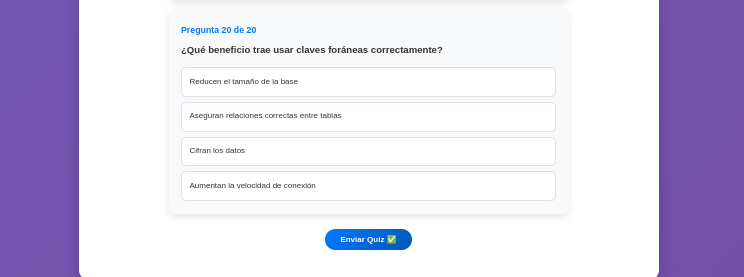 Pregunta 20 de 20
¿Qué beneficio trae usar claves foráneas correctamente?
Reducen el tamaño de la base
Aseguran relaciones correctas entre tablas
Cifran los datos
Aumentan la velocidad de conexión
Enviar Quiz ✅